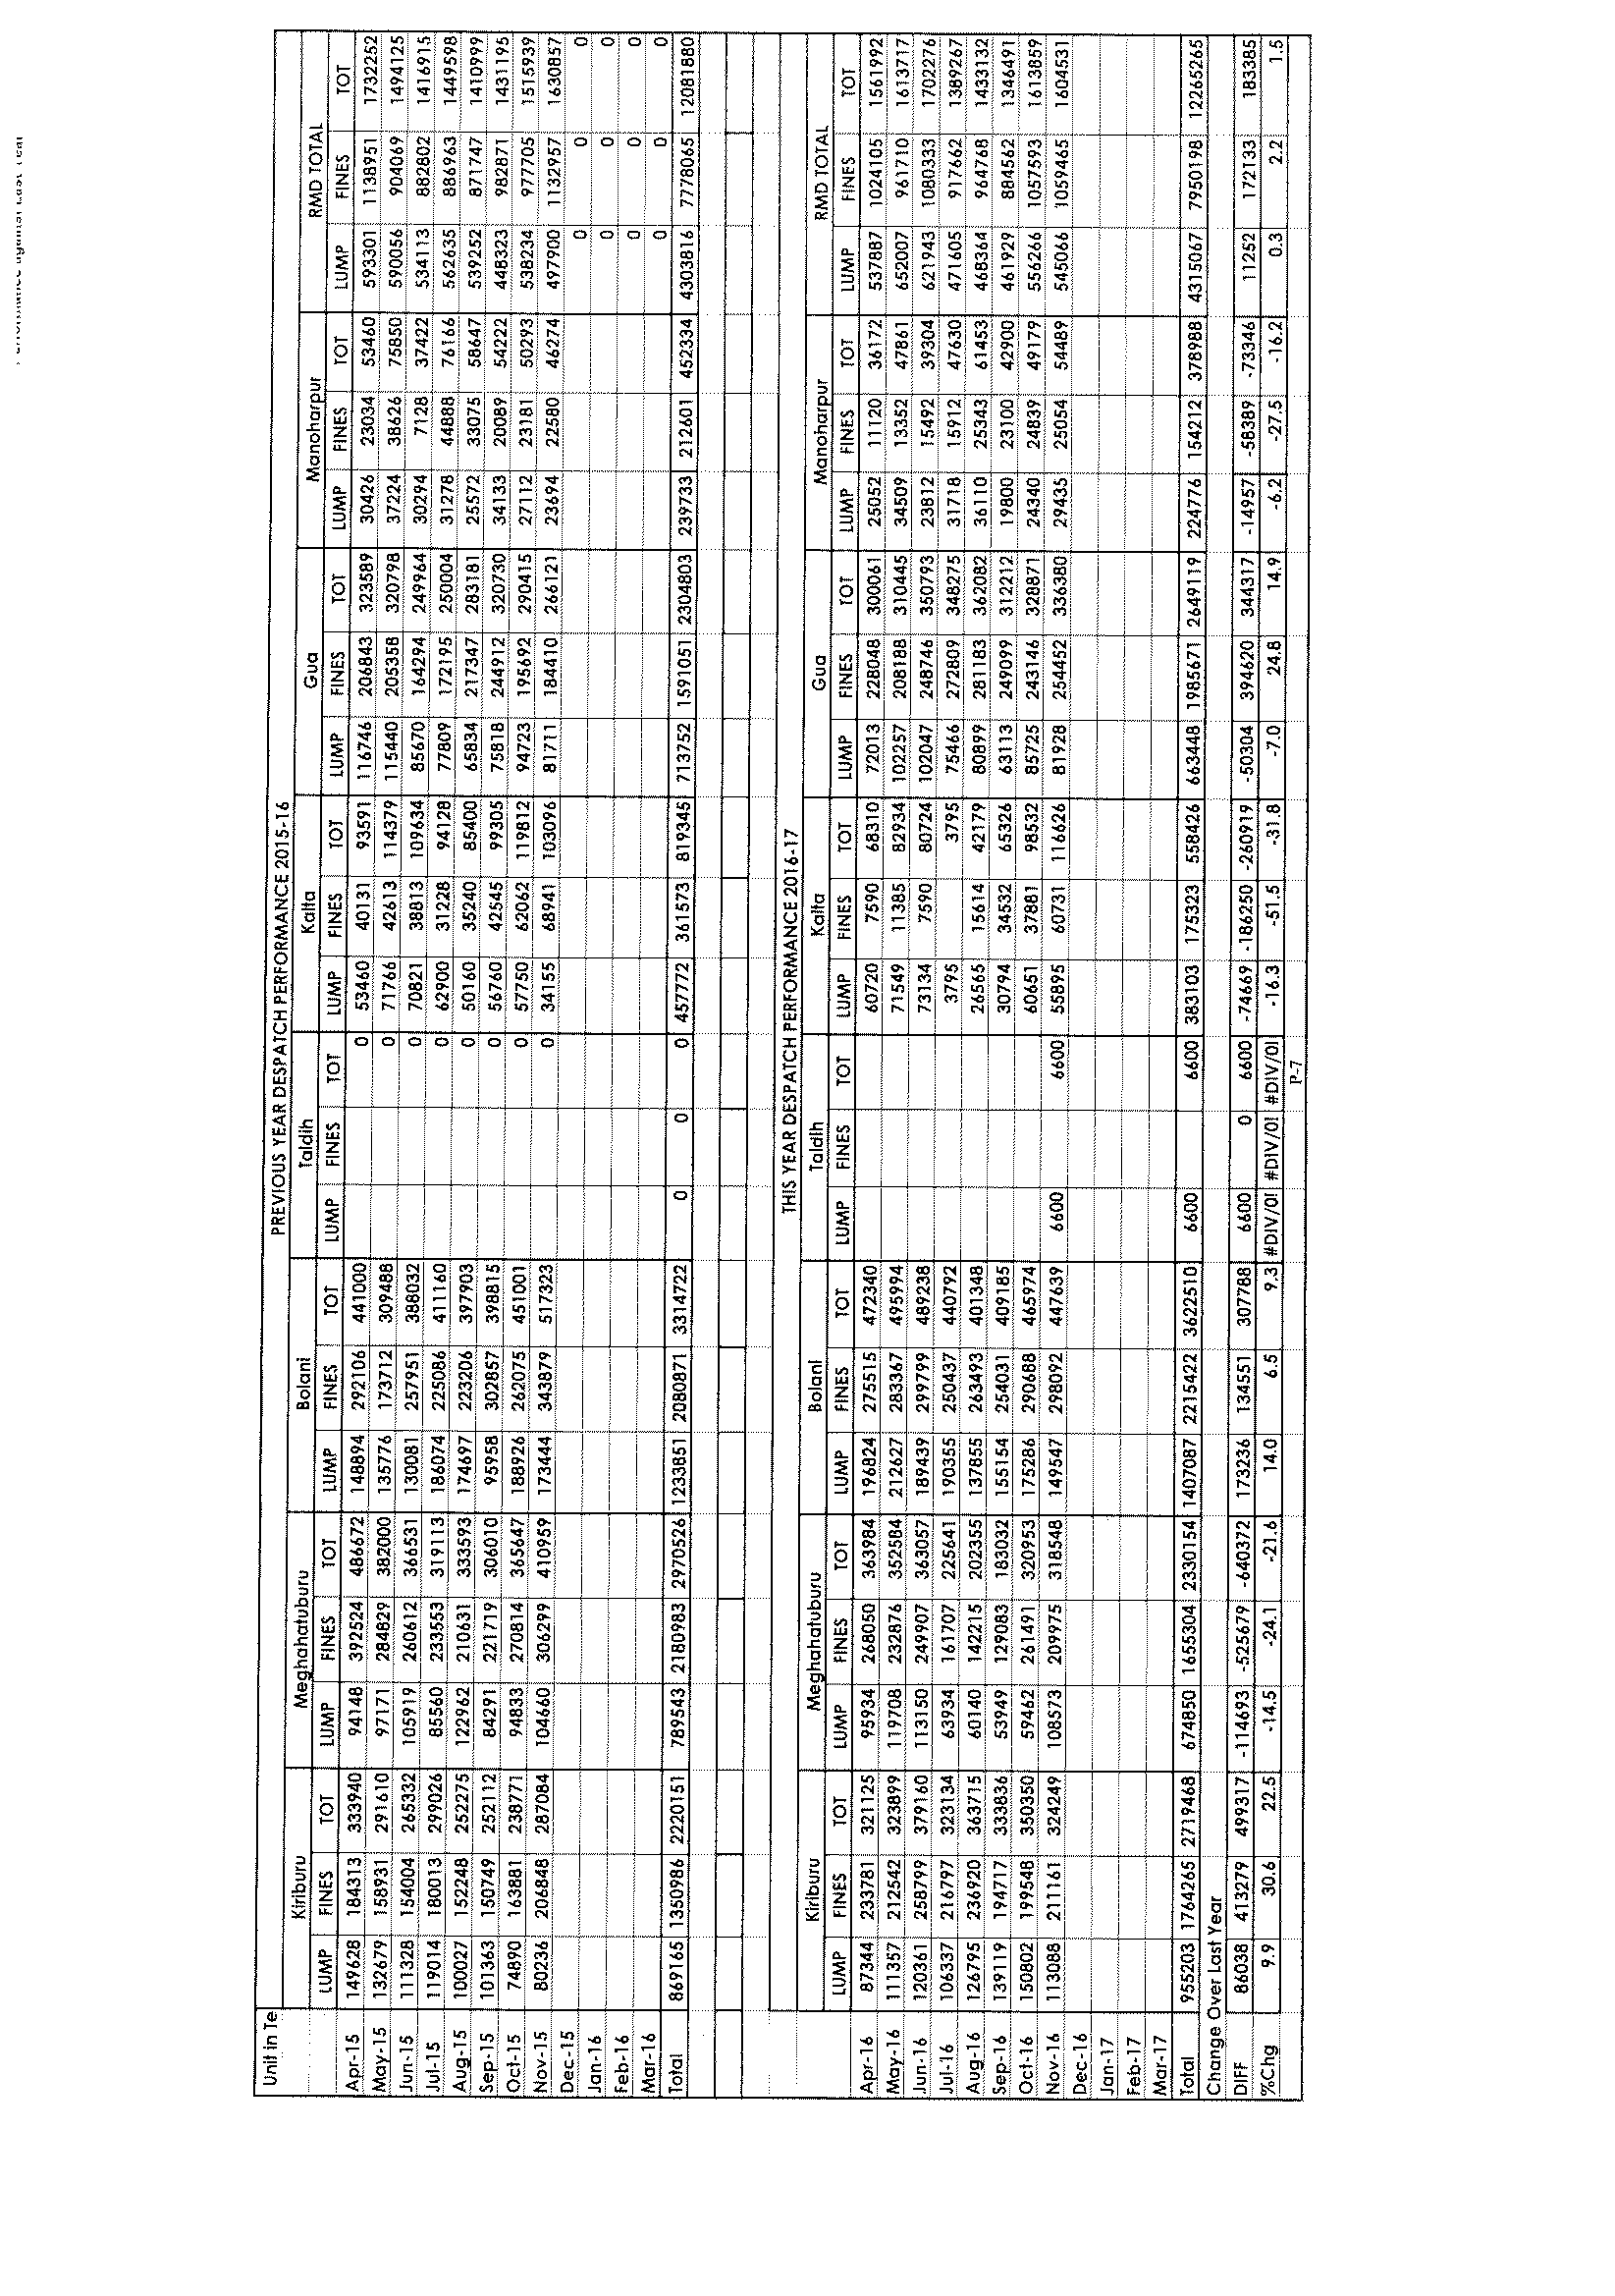 PREVIOUS YEAR DESPATCH PERFORMANCE 2015-16
Unit in Te Kiriburu Meghahatuburu Bolani Taldih Kalta Gua Manoharpur RMD TOTAL
LUMP FINES TOT LUMP FINES TOT LUMP FINES TOT LUMP FINES TOT LUMP FINES TOT LUMP FINES TOT LUMP FINES TOT LUMP FINES TOT
Apr-15 149628 184313 333940 94148 392524 486672 148894 292106 441000 0 53460 40131 93591 116746 206843 323589 30426 23034 53460 593301 1138951 1732252
May-15 132679 158931 291610 97171 284829 382000 135776 173712 309488 0 71766 42613 114379 115440 205358 320798 37224 38626 75850 590056 904069 1494125
Jun-15 111328 154004 265332 105919 260612 366531 130081 257951 388032 0 70821 38813 109634 85670 164294 249964 30294 7128 37422 534113 882802 1416915
Jul-15 119014 180013 299026 85560 233553 319113 186074 225086 411160 0 62900 31228 94128 77809 172195 250004 31278 44888 76166 562635 886963 1449598
Aug-15 100027 152248 252275 122962 210631 333593 174697 223206 397903 0 50160 35240 85400 65834 217347 283181 25572 33075 58647 539252 871747 1410999
Sep-15 101363 150749 252112 84291 221719 306010 95958 302857 398815 0 56760 42545 99305 75818 244912 320730 34133 20089 54222 448323 982871 1431195
Oct-15 74890 163881 238771 94833 270814 365647 188926 262075 451001 0 57750 62062 119812 94723 195692 290415 27112 23181 50293 538234 977705 1515939
Nov-15 80236 206848 287084 104660 306299 410959 173444 343879 517323 0 34155 68941 103096 81711 184410 266121 23694 22580 46274 497900 1132957 1630857
Dec-15 0 0 0
Jan-16 0 0 0
Feb-16 0 0 0
Mar-16 0 0 0
Total 869165 1350986 2220151 789543 2180983 2970526 1233851 2080871 3314722 0 0 0 457772 361573 819345 713752 1591051 2304803 239733 212601 452334 4303816 7778065 12081880
THIS YEAR DESPATCH PERFORMANCE 2016-17
Kiriburu Meghahatuburu Bolani Taldih Kalta Gua Manoharpur RMD TOTAL
LUMP FINES TOT LUMP FINES TOT LUMP FINES TOT LUMP FINES TOT LUMP FINES TOT LUMP FINES TOT LUMP FINES TOT LUMP FINES TOT
Apr-16 87344 233781 321125 95934 268050 363984 196824 275515 472340 60720 7590 68310 72013 228048 300061 25052 11120 36172 537887 1024105 1561992
May-16 111357 212542 323899 119708 232876 352584 212627 283367 495994 71549 11385 82934 102257 208188 310445 34509 13352 47861 652007 961710 1613717
Jun-16 120361 258799 379160 113150 249907 363057 189439 299799 489238 73134 7590 80724 102047 248746 350793 23812 15492 39304 621943 1080333 1702276
Jul-16 106337 216797 323134 63934 161707 225641 190355 250437 440792 3795 3795 75466 272809 348275 31718 15912 47630 471605 917662 1389267
Aug-16 126795 236920 363715 60140 142215 202355 137855 263493 401348 26565 15614 42179 80899 281183 362082 36110 25343 61453 468364 964768 1433132
Sep-16 139119 194717 333836 53949 129083 183032 155154 254031 409185 30794 34532 65326 63113 249099 312212 19800 23100 42900 461929 884562 1346491
Oct-16 150802 199548 350350 59462 261491 320953 175286 290688 465974 60651 37881 98532 85725 243146 328871 24340 24839 49179 556266 1057593 1613859
Nov-16 113088 211161 324249 108573 209975 318548 149547 298092 447639 6600 6600 55895 60731 116626 81928 254452 336380 29435 25054 54489 545066 1059465 1604531
Dec-16
Jan-17
Feb-17
Mar-17
Total 955203 1764265 2719468 674850 1655304 2330154 1407087 2215422 3622510 6600 6600 383103 175323 558426 663448 1985671 2649119 224776 154212 378988 4315067 7950198 12265265
Change Over Last Year
DIFF 86038 413279 499317 -114693 -525679 -640372 173236 134551 307788 6600 0 6600 -74669 -186250 -260919 -50304 394620 344317 -14957 -58389 -73346 11252 172133 183385
%Chg 9.9 30.6 22.5 -14.5 -24.1 -21.6 14.0 6.5 9.3 #DIV/0! #DIV/0! #DIV/0! -16.3 -51.5 -31.8 -7.0 24.8 14.9 -6.2 -27.5 -16.2 0.3 2.2 1.5
P-7